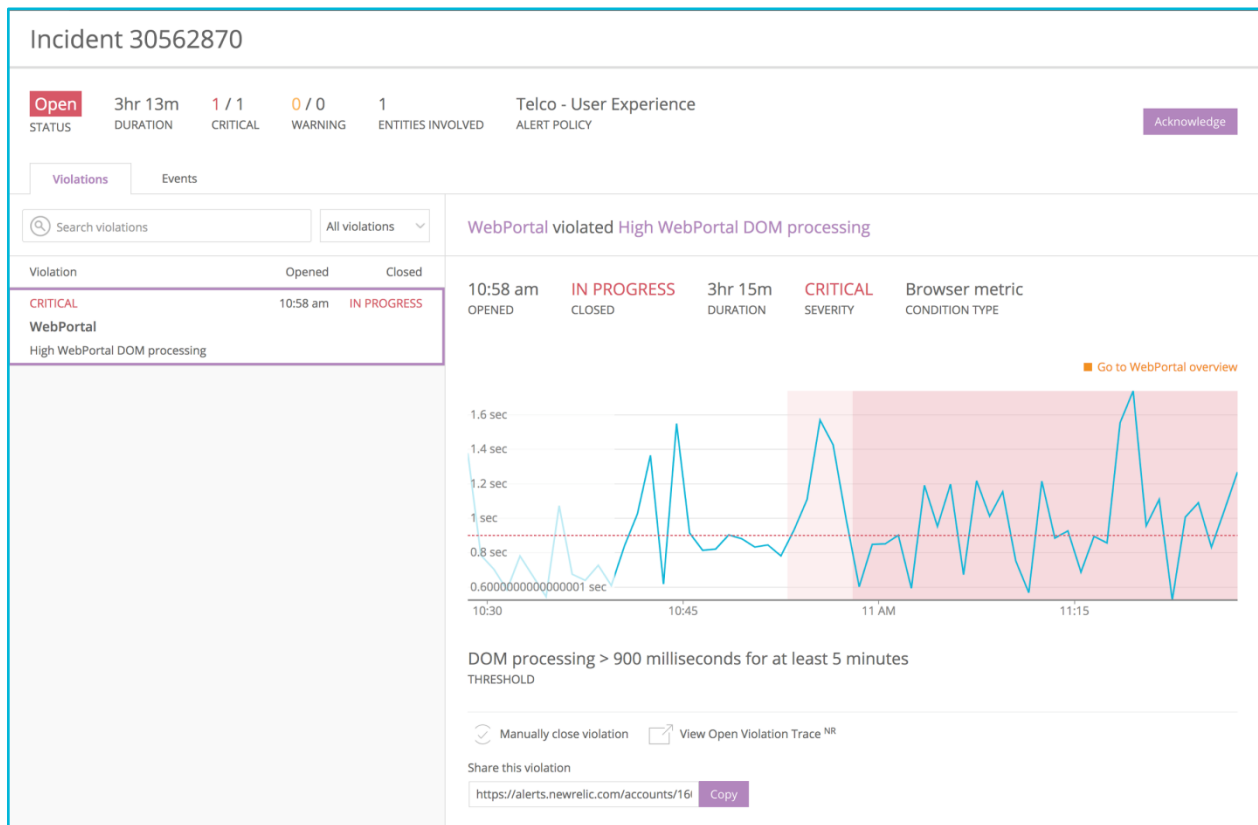 Incident 30562870
Open 3hr 13m 1 / 1 0 / 0 1 Telco - User Experience
STATUS DURATION CRITICAL WARNING ENTITIES INVOLVED ALERT POLICY
Acknowledge
Violations Events
Search violations All violations
Violation Opened Closed
CRITICAL 10:58 am IN PROGRESS
WebPortal
High WebPortal DOM processing
WebPortal violated High WebPortal DOM processing
10:58 am IN PROGRESS 3hr 15m CRITICAL Browser metric
OPENED CLOSED DURATION SEVERITY CONDITION TYPE
Go to WebPortal overview
1.6 sec
1.4 sec
1.2 sec
1 sec
0.8 sec
0.6000000000000001 sec
10:30 10:45 11 AM 11:15
DOM processing > 900 milliseconds for at least 5 minutes
THRESHOLD
Manually close violation View Open Violation Trace NR
Share this violation
https://alerts.newrelic.com/accounts/16 Copy